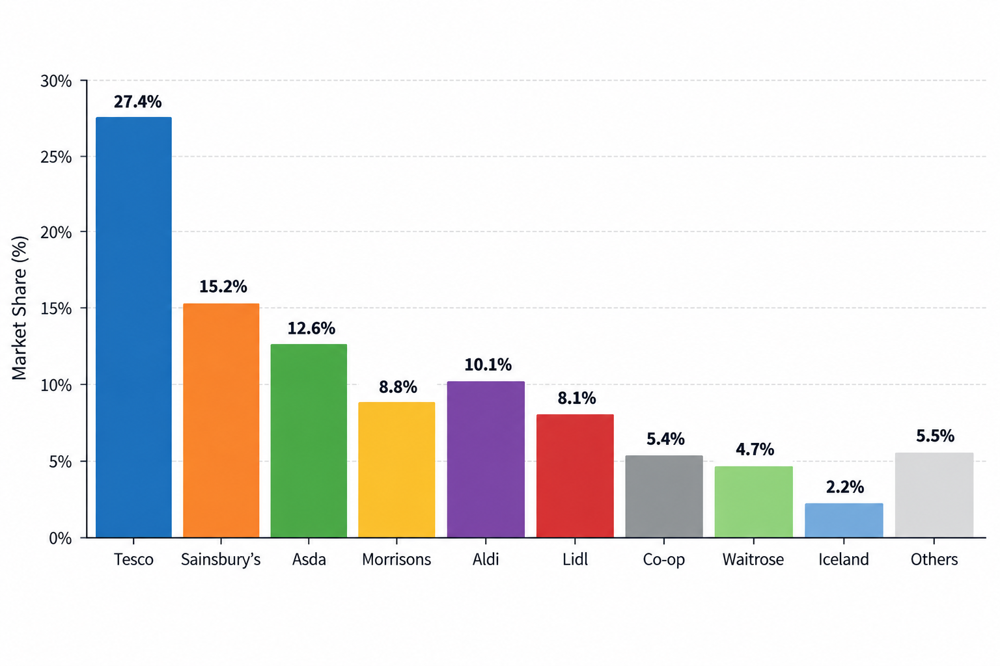 30%
25%
20%
15%
10%
5%
0%
Market Share (%)
27.4%
15.2%
12.6%
8.8%
10.1%
8.1%
5.4%
4.7%
2.2%
5.5%
Tesco
Sainsbury’s
Asda
Morrisons
Aldi
Lidl
Co-op
Waitrose
Iceland
Others